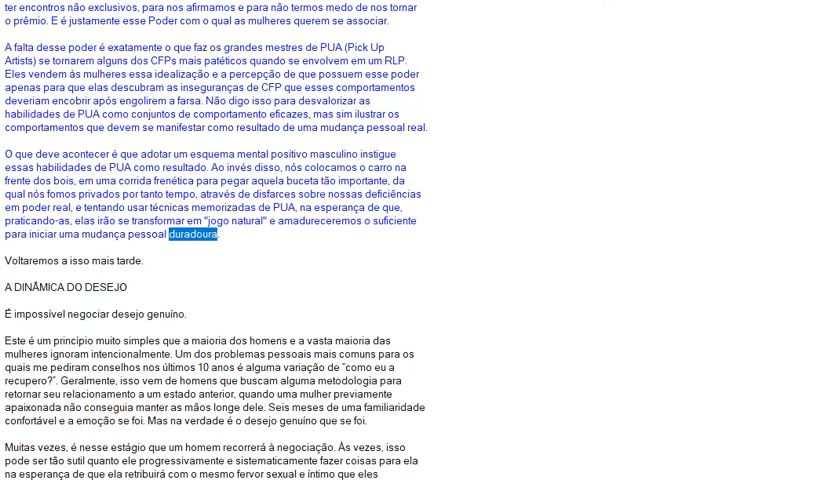 ter encontros não exclusivos, para nos afirmamos e para não termos medo de nos tornar
o prêmio. E é justamente esse Poder com o qual as mulheres querem se associar.
A falta desse poder é exatamente o que faz os grandes mestres de PUA (Pick Up
Artists) se tornarem alguns dos CFPs mais patéticos quando se envolvem em um RLP.
Eles vendem às mulheres essa idealização e a percepção de que possuem esse poder
apenas para que elas descubram as inseguranças de CFP que esses comportamentos
deveriam encobrir após engolirem a farsa. Não digo isso para desvalorizar as
habilidades de PUA como conjuntos de comportamento eficazes, mas sim ilustrar os
comportamentos que devem se manifestar como resultado de uma mudança pessoal real.
O que deve acontecer é que adotar um esquema mental positivo masculino instigue
essas habilidades de PUA como resultado. Ao invés disso, nós colocamos o carro na
frente dos bois, em uma corrida frenética para pegar aquela buceta tão importante, da
qual nós fomos privados por tanto tempo, através de disfarces sobre nossas deficiências
em poder real, e tentando usar técnicas memorizadas de PUA, na esperança de que,
praticando-as, elas irão se transformar em "jogo natural" e amadureceremos o suficiente
para iniciar uma mudança pessoal duradoura.
Voltaremos a isso mais tarde.
A DINÂMICA DO DESEJO
É impossível negociar desejo genuíno.
Este é um princípio muito simples que a maioria dos homens e a vasta maioria das
mulheres ignoram intencionalmente. Um dos problemas pessoais mais comuns para os
quais me pediram conselhos nos últimos 10 anos é alguma variação de “como eu a
recupero?”. Geralmente, isso vem de homens que buscam alguma metodologia para
retornar seu relacionamento a um estado anterior, quando uma mulher previamente
apaixonada não conseguia manter as mãos longe dele. Seis meses de uma familiaridade
confortável e a emoção se foi. Mas na verdade é o desejo genuíno que se foi.
Muitas vezes, é nesse estágio que um homem recorrerá à negociação. Às vezes, isso
pode ser tão sutil quanto ele progressivamente e sistematicamente fazer coisas para ela
na esperança de que ela retribuirá com o mesmo fervor sexual e íntimo que eles